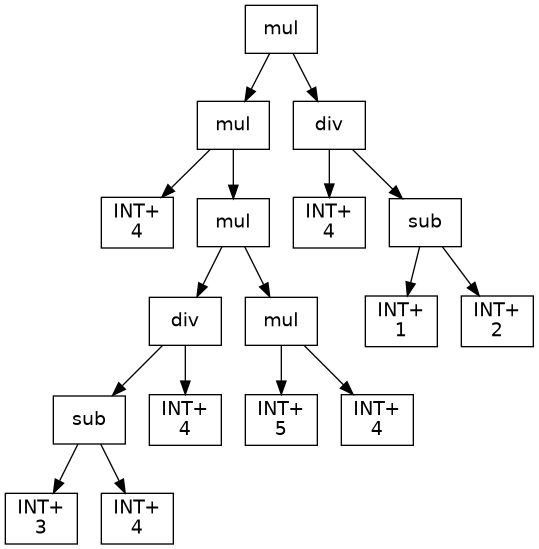 mul
mul
div
INT+
4
mul
INT+
4
sub
div
mul
INT+
1
INT+
2
sub
INT+
4
INT+
5
INT+
4
INT+
3
INT+
4